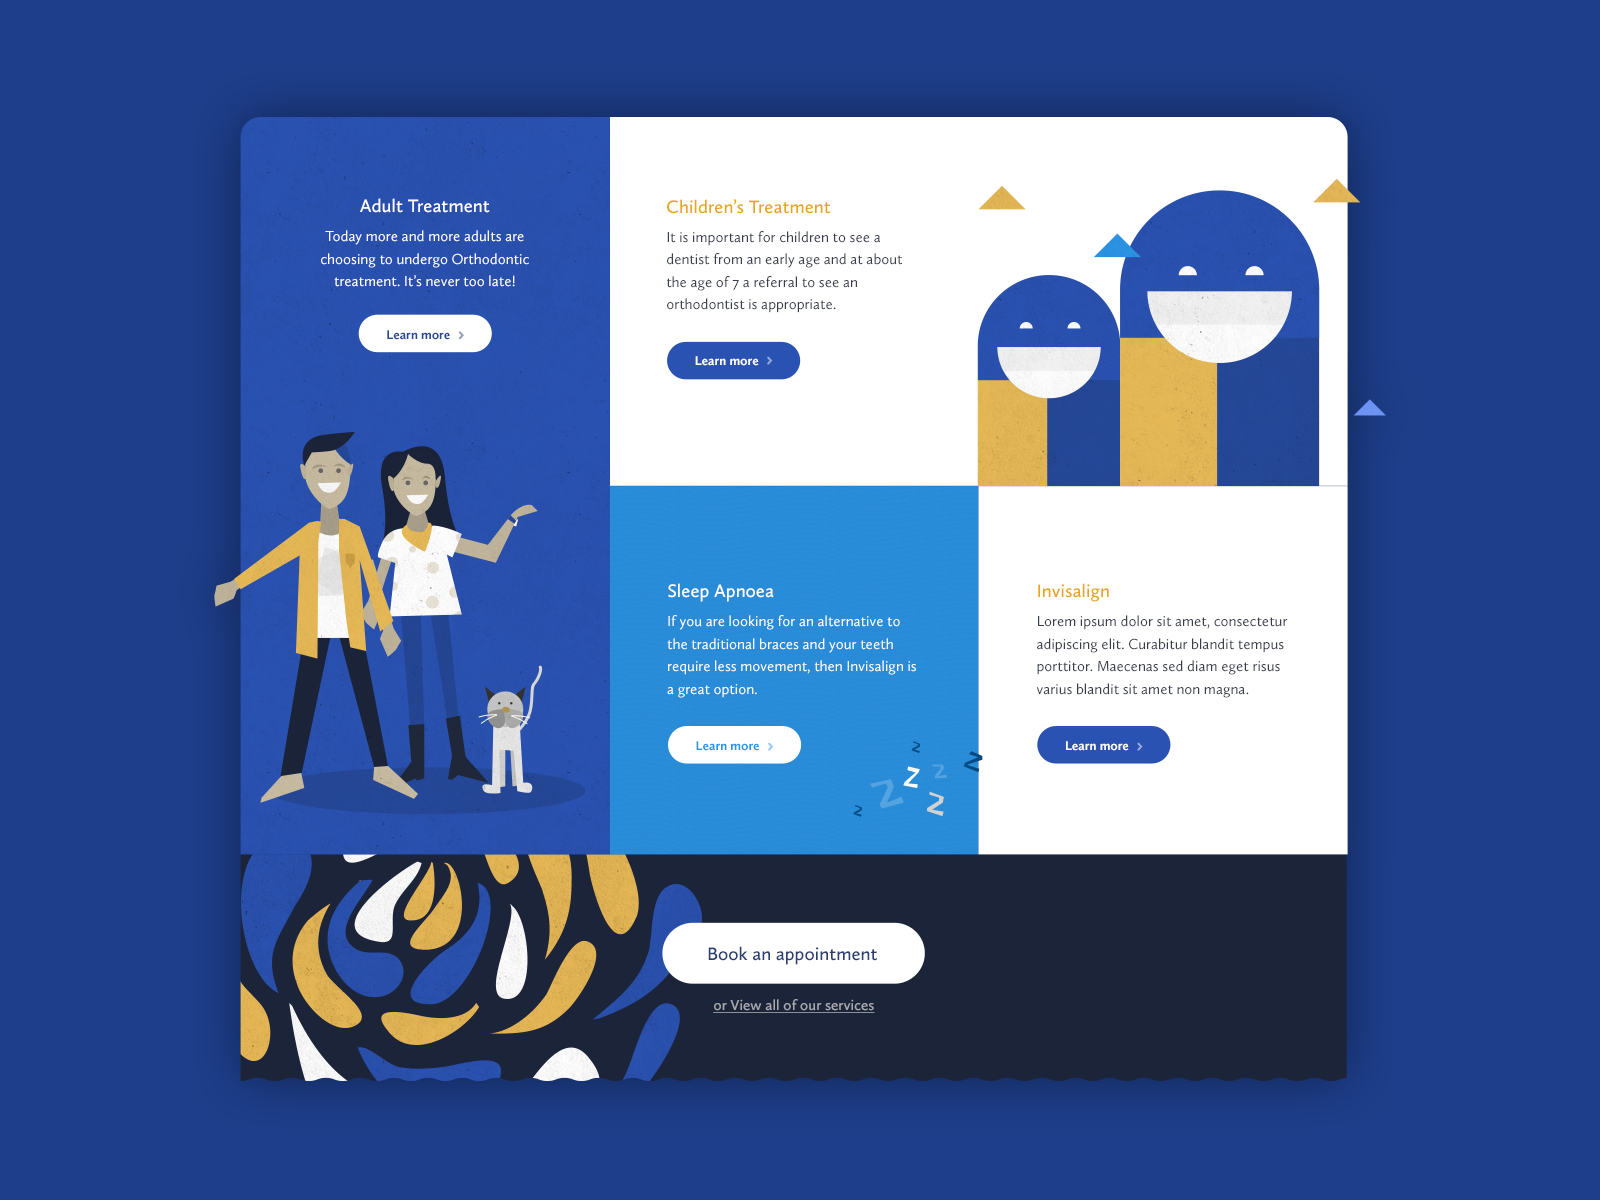 Adult Treatment
Today more and more adults are
choosing to undergo Orthodontic
treatment. It's never too late!
Learn more
Children's Treatment
It is important for children to see a
dentist from an early age and at about
the age of 7 a referral to see an
orthodontist is appropriate.
Learn more
Sleep Apnoea
If you are looking for an alternative to
the traditional braces and your teeth
require less movement, then Invisalign is
a great option.
Learn more
z
z
z
z
z
z
z
Invisalign
Lorem ipsum dolor sit amet, consectetur
adipiscing elit. Curabitur blandit tempus
porttitor. Maecenas sed diam eget risus
varius blandit sit amet non magna.
Learn more
Book an appointment
or View all of our services